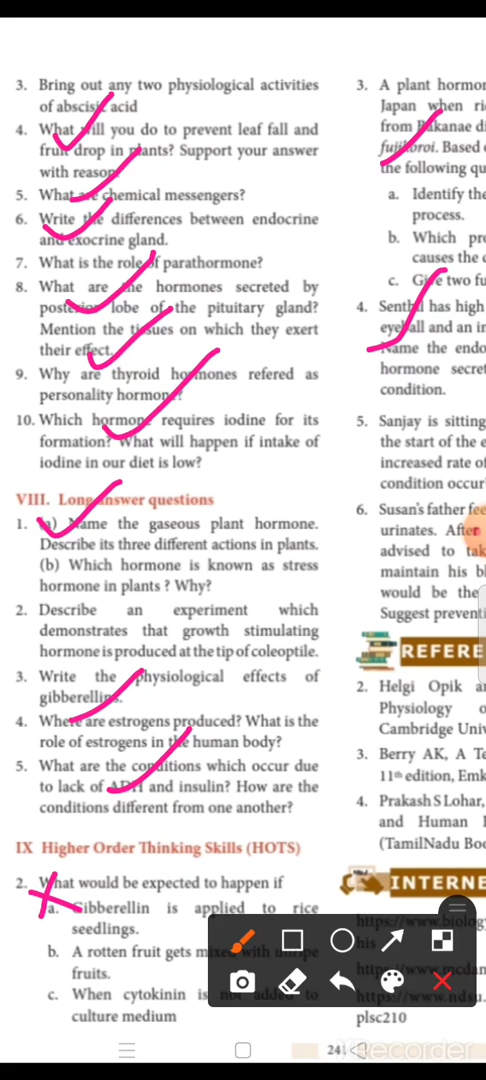 3. Bring out any two physiological activities
of abscisic acid
4. What will you do to prevent leaf fall and
fruit drop in plants? Support your answer
with reason
5. What are chemical messengers?
6. Write the differences between endocrine
and exocrine gland.
7. What is the role of parathormone?
8. What are the hormones secreted by
posterior lobe of the pituitary gland?
Mention the tissues on which they exert
their effect.
9. Why are thyroid hormones refered as
personality hormone?
10. Which hormone requires iodine for its
formation? What will happen if intake of
iodine in our diet is low?
VIII. Long answer questions
1. a) Name the gaseous plant hormone.
Describe its three different actions in plants.
(b) Which hormone is known as stress
hormone in plants ? Why?
2. Describe an experiment which
demonstrates that growth stimulating
hormone is produced at the tip of coleoptile.
3. Write the physiological effects of
gibberellins.
4. Where are estrogens produced? What is the
role of estrogens in the human body?
5. What are the conditions which occur due
to lack of ADH and insulin? How are the
conditions different from one another?
IX Higher Order Thinking Skills (HOTS)
2. What would be expected to happen if
a. Gibberellin is applied to rice
seedlings.
b. A rotten fruit gets mixed with unripe
fruits.
c. When cytokinin is not added to
culture medium
3. A plant hormo
Japan when ri
from Bakanae di
fujikoroi. Based
the following qu
a. Identify the
process.
b. Which pro
causes the
c. Give two fu
4. Senthil has high
eyeball and an in
Name the endo
hormone secret
condition.
5. Sanjay is sitting
the start of the e
increased rate of
condition occur
6. Susan's father fee
urinates. After
advised to tak
maintain his bl
would be the
Suggest preventi
REFERE
2. Helgi Opik a
Physiology
Cambridge Univ
3. Berry AK, A Te
11th edition, Emk
4. Prakash S Lohar,
and Human
(TamilNadu Boo
INTERNE
https://www.biology
https://www.ndsu.
plsc210
241
Recorder